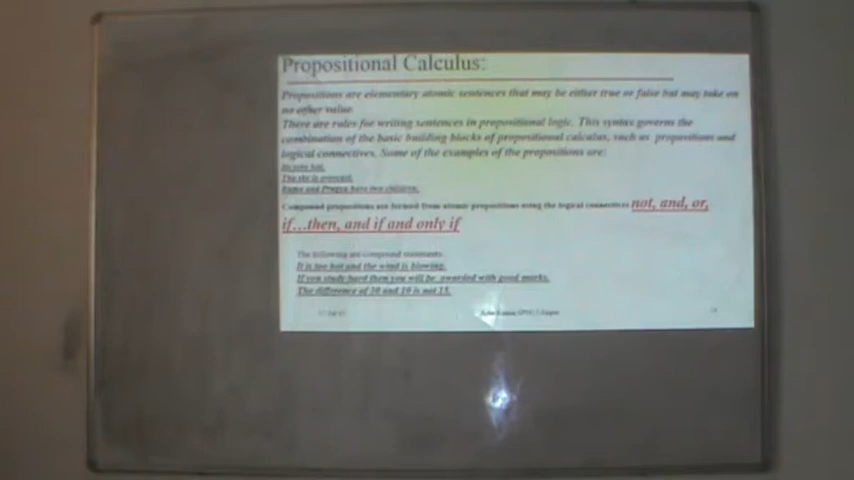 Propositional Calculus:
Propositions are elementary atomic sentences that may be either true or false but may take on
no other value.
There are rules for writing sentences in propositional logic. This syntax governs the
combination of the basic building blocks of propositional calculus, such as propositions and
logical connectives. Some of the examples of the propositions are:
The sky is overcast.
have two children.
Compound propositions are formed from atomic propositions using the logical connectives not, and, or,
if...then, and if and only if
The following are compound statements
It is too hot and the wind is blowing.
If you study hard then you will be awarded with good marks.
The difference of 30 and is not 15.